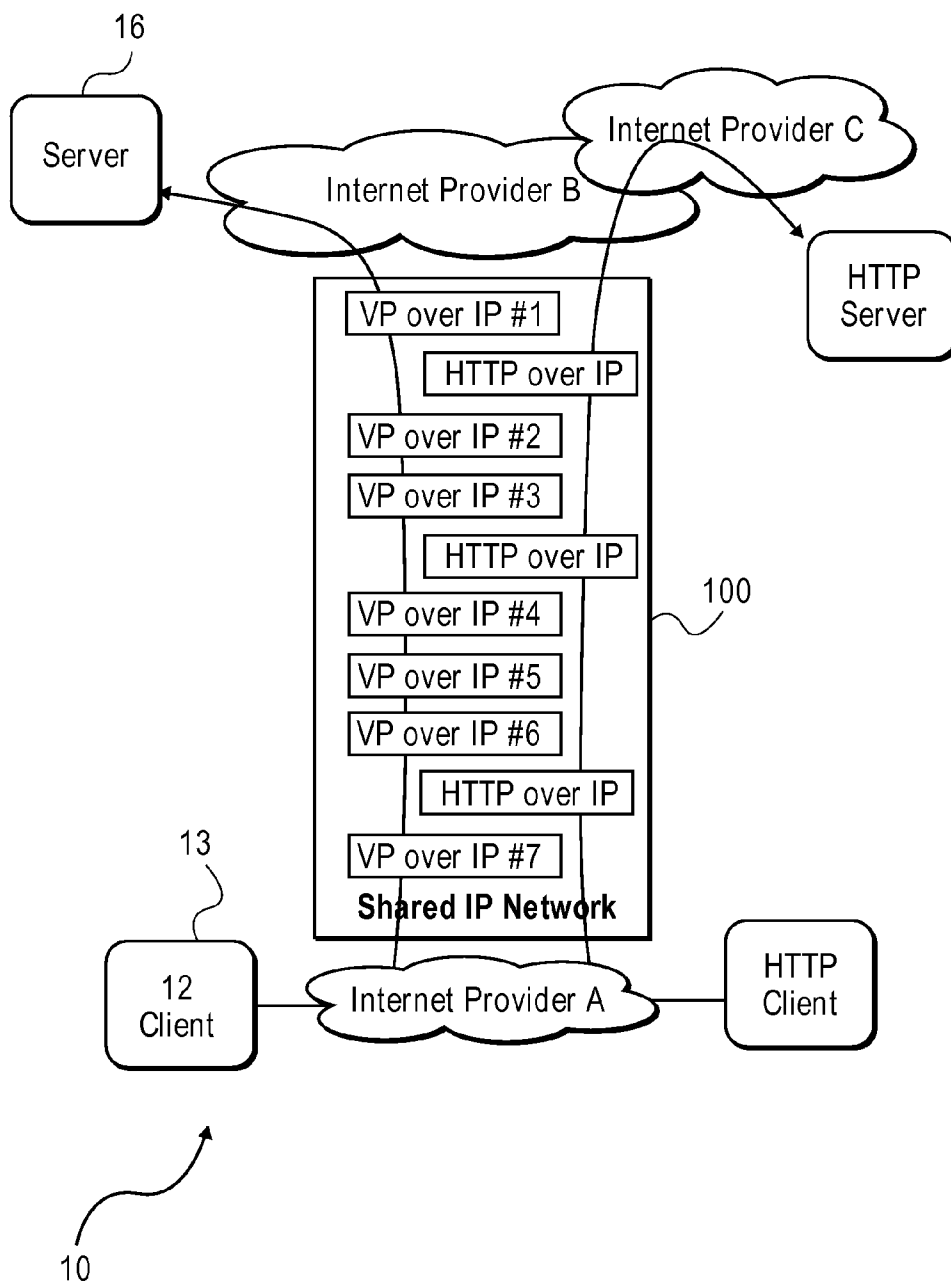 16
Server
Internet Provider C
Internet Provider B
HTTP
Server
VP over IP #1
HTTP over IP
VP over IP #2
VP over IP #3
HTTP over IP
VP over IP #4
100
VP over IP #5
VP over IP #6
HTTP over IP
VP over IP #7
13
Shared IP Network
12
Client
Internet Provider A
HTTP
Client
10